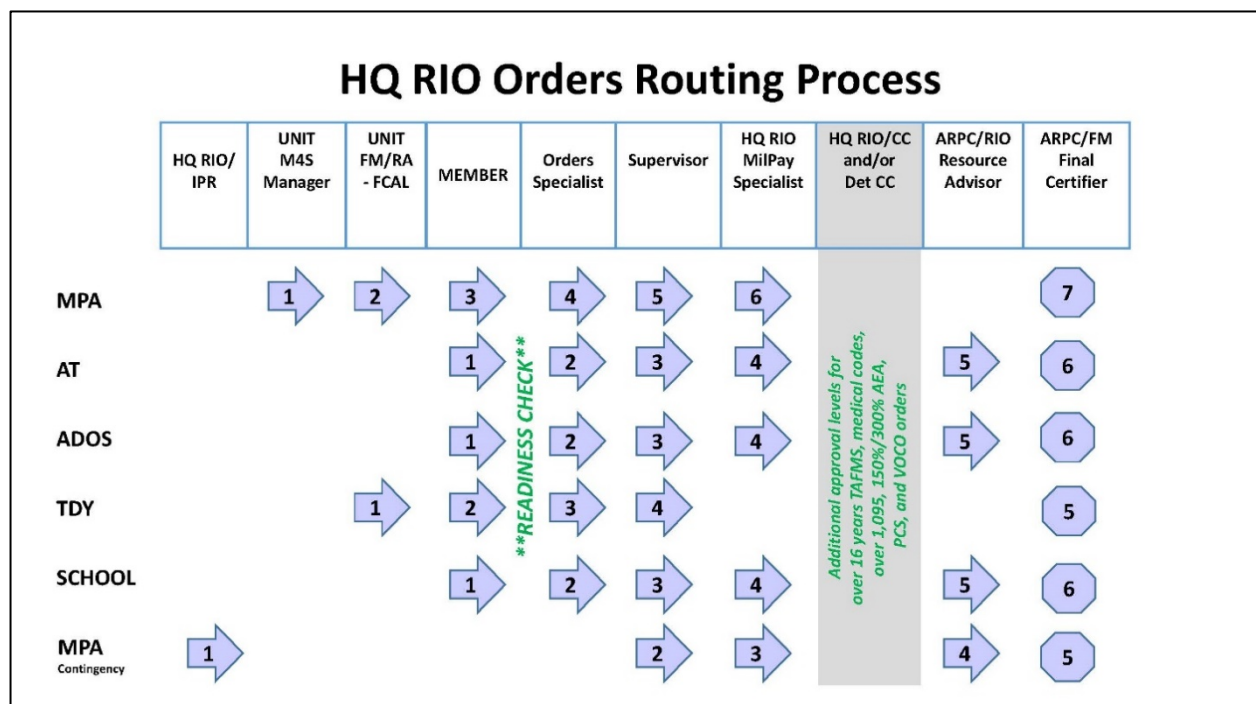 HQ RIO Orders Routing Process
HQ RIO/
IPR
UNIT
M4S
Manager
UNIT
FM/RA
- FCAL
MEMBER
Orders
Specialist
Supervisor
HQ RIO
MilPay
Specialist
HQ RIO/CC
and/or
Det CC
ARPC/RIO
Resource
Advisor
ARPC/FM
Final
Certifier
MPA
1
2
3
4
5
6
7
AT
1
2
3
4
5
6
ADOS
1
2
3
4
5
6
TDY
1
2
3
4
5
SCHOOL
1
2
3
4
5
6
MPA
Contingency
1
2
3
4
5
**READINESS CHECK**
Additional approval levels for
over 16 years TAFMS, medical codes,
over 1,095, 150%/300% AEA,
PCS, and VOCO orders